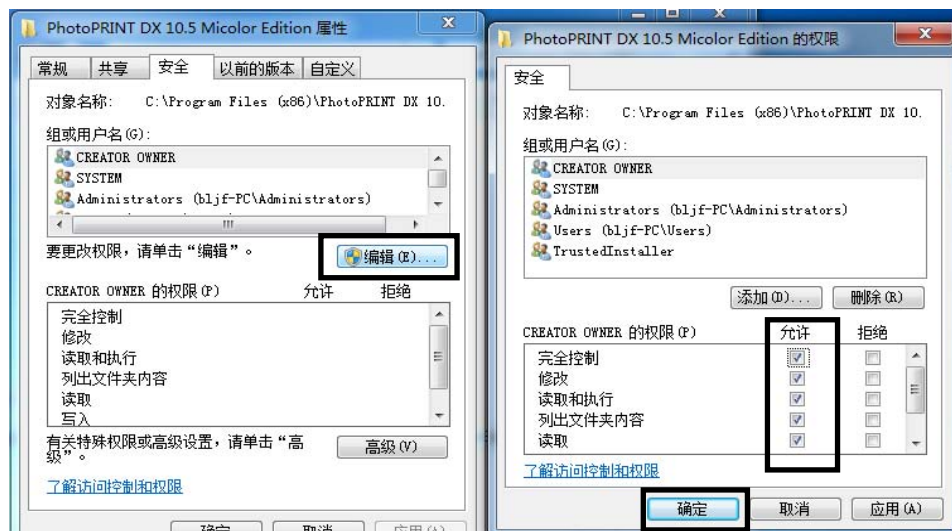 PhotoPRINT DX 10.5 Micolor Edition 属性
常规 共享 安全 以前的版本 自定义
对象名称: C:\Program Files (x86)\PhotoPRINT DX 10.
组或用户名(G):
CREATOR OWNER
SYSTEM
Administrators (bljf-PC\Administrators)
要更改权限，请单击“编辑”。
编辑(E)...
CREATOR OWNER 的权限(P) 允许 拒绝
完全控制
修改
读取和执行
列出文件夹内容
读取
写入
有关特殊权限或高级设置，请单击“高
级”。
高级(V)
了解访问控制和权限
确定 取消 应用(A)
PhotoPRINT DX 10.5 Micolor Edition 的权限
安全
对象名称: C:\Program Files (x86)\PhotoPRINT DX 10.
组或用户名(G):
CREATOR OWNER
SYSTEM
Administrators (bljf-PC\Administrators)
Users (bljf-PC\Users)
TrustedInstaller
添加(D)... 删除(R)
CREATOR OWNER 的权限(P) 允许 拒绝
完全控制
修改
读取和执行
列出文件夹内容
读取
了解访问控制和权限
确定 取消 应用(A)